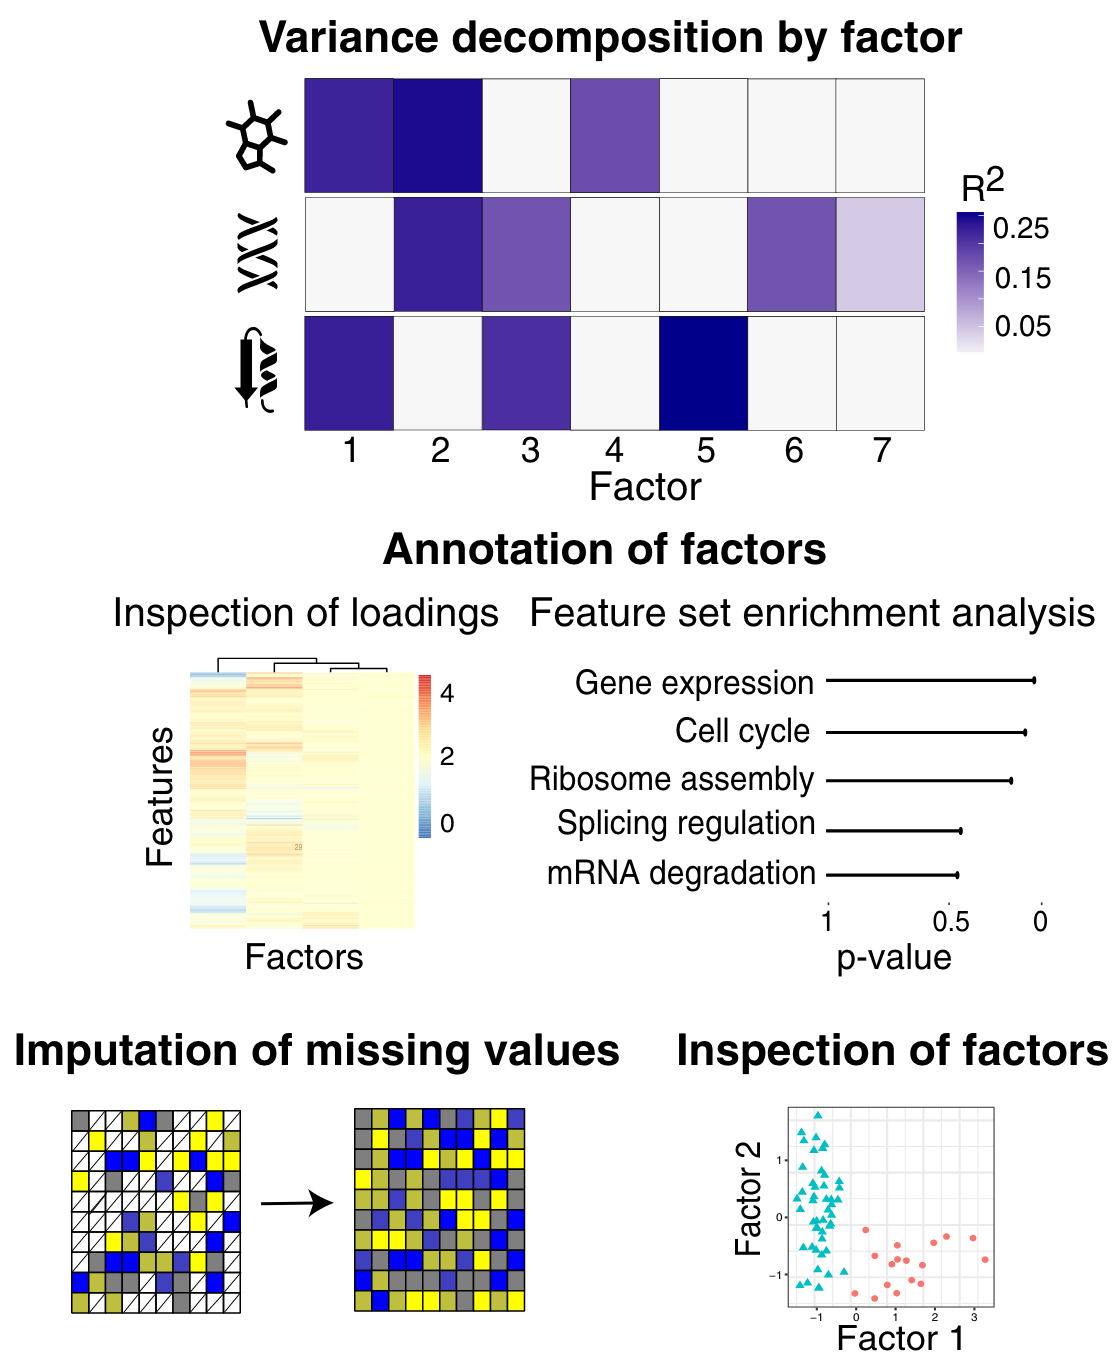 Variance decomposition by factor
R2
0.25
0.15
0.05
1 2 3 4 5 6 7
Factor
Annotation of factors
Inspection of loadings
Feature set enrichment analysis
4
2
0
29
Features
Factors
Gene expression
Cell cycle
Ribosome assembly
Splicing regulation
mRNA degradation
1 0.5 0
p-value
Imputation of missing values
Inspection of factors
Factor 2
1
0
−1
−1 0 1 2 3
Factor 1